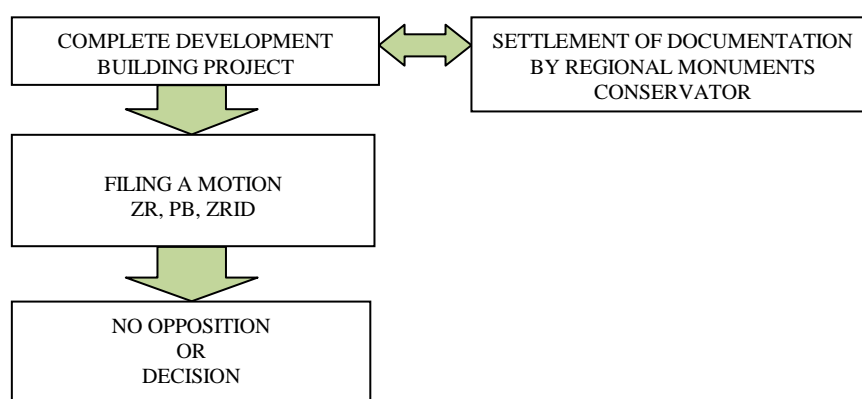 COMPLETE DEVELOPMENT
BUILDING PROJECT
SETTLEMENT OF DOCUMENTATION
BY REGIONAL MONUMENTS
CONSERVATOR
FILING A MOTION
ZR, PB, ZRID
NO OPPOSITION
OR
DECISION